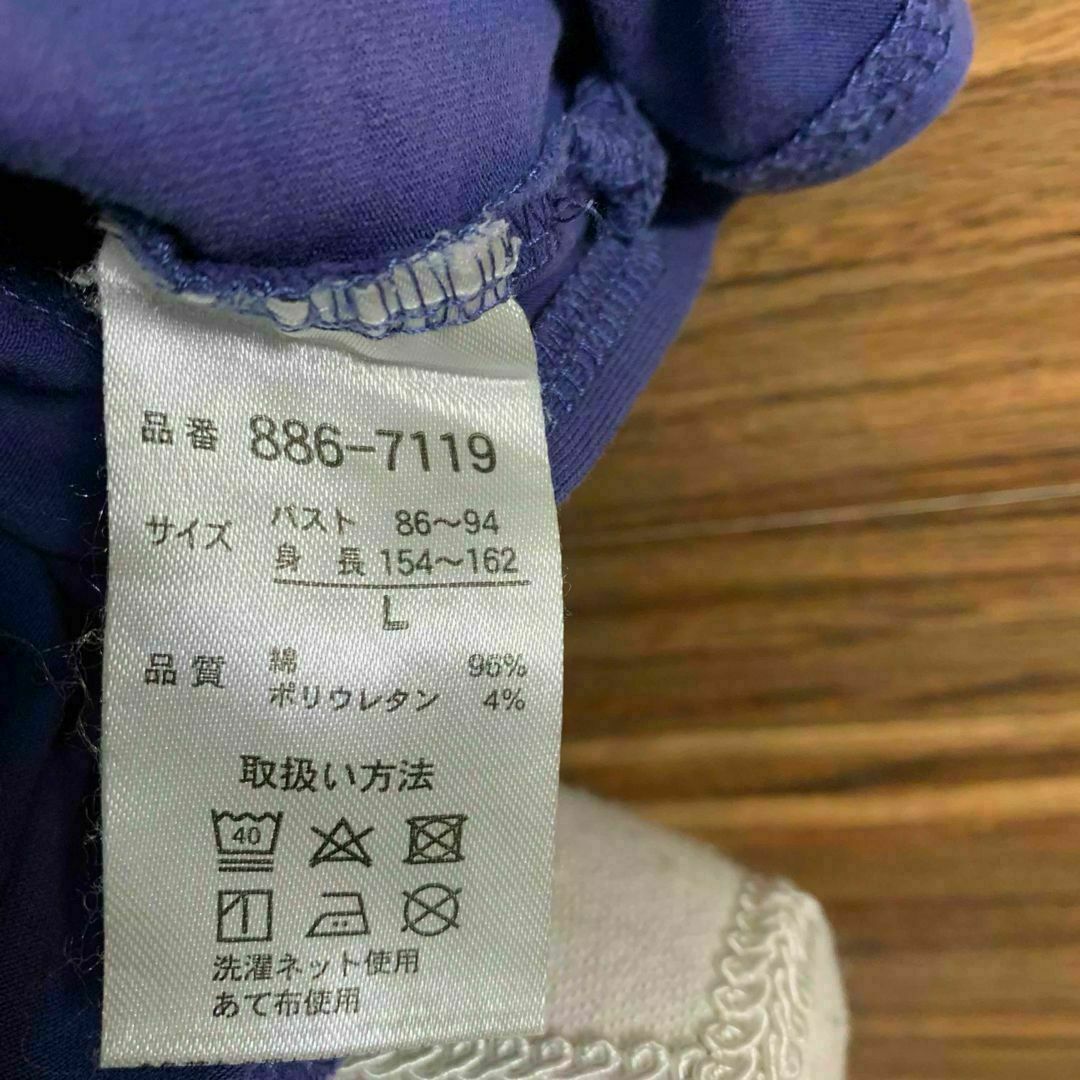 品番 886-7119
サイズ バスト 86〜94
身長 154〜162
L
品質 綿 96%
ポリウレタン 4%
取扱い方法
40
洗濯ネット使用
あて布使用